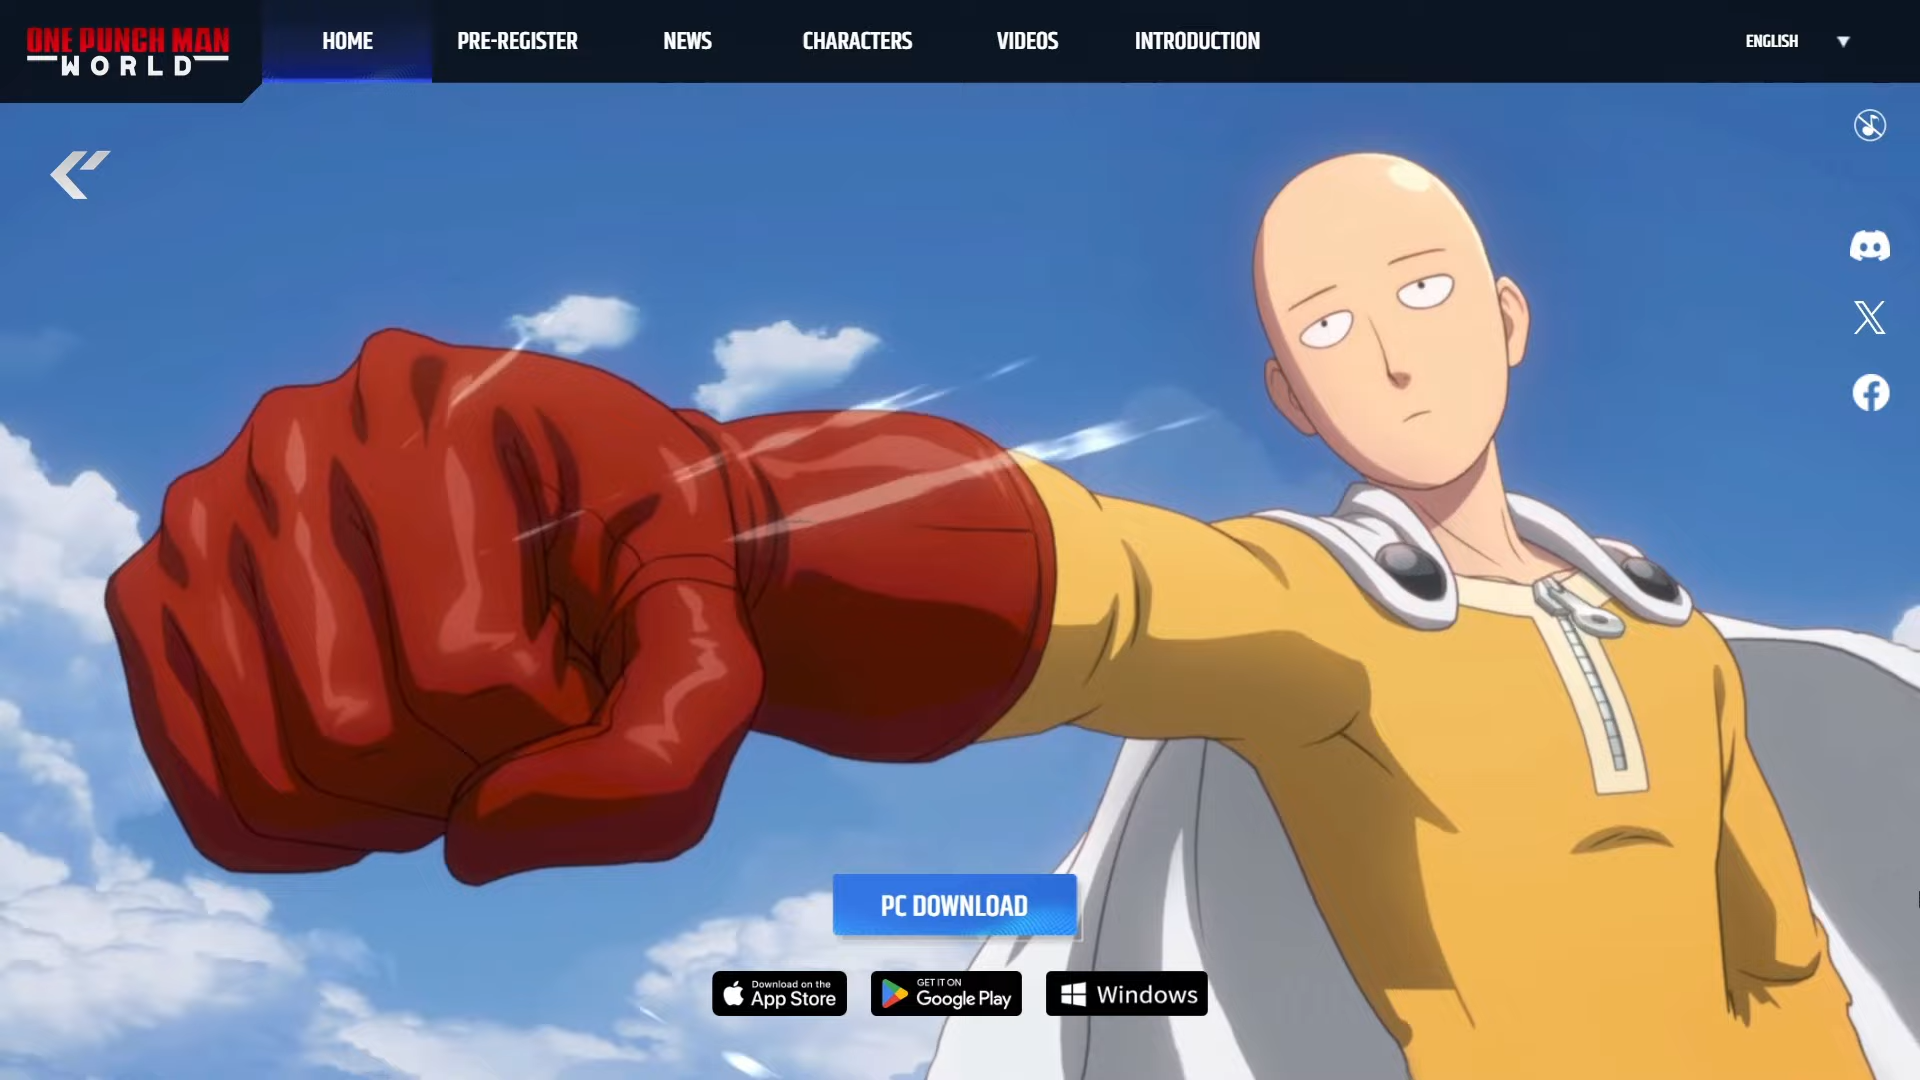 ONE PUNCH MAN
WORLD
HOME
PRE-REGISTER
NEWS
CHARACTERS
VIDEOS
INTRODUCTION
ENGLISH
PC DOWNLOAD
Download on the
App Store
GET IT ON
Google Play
Windows